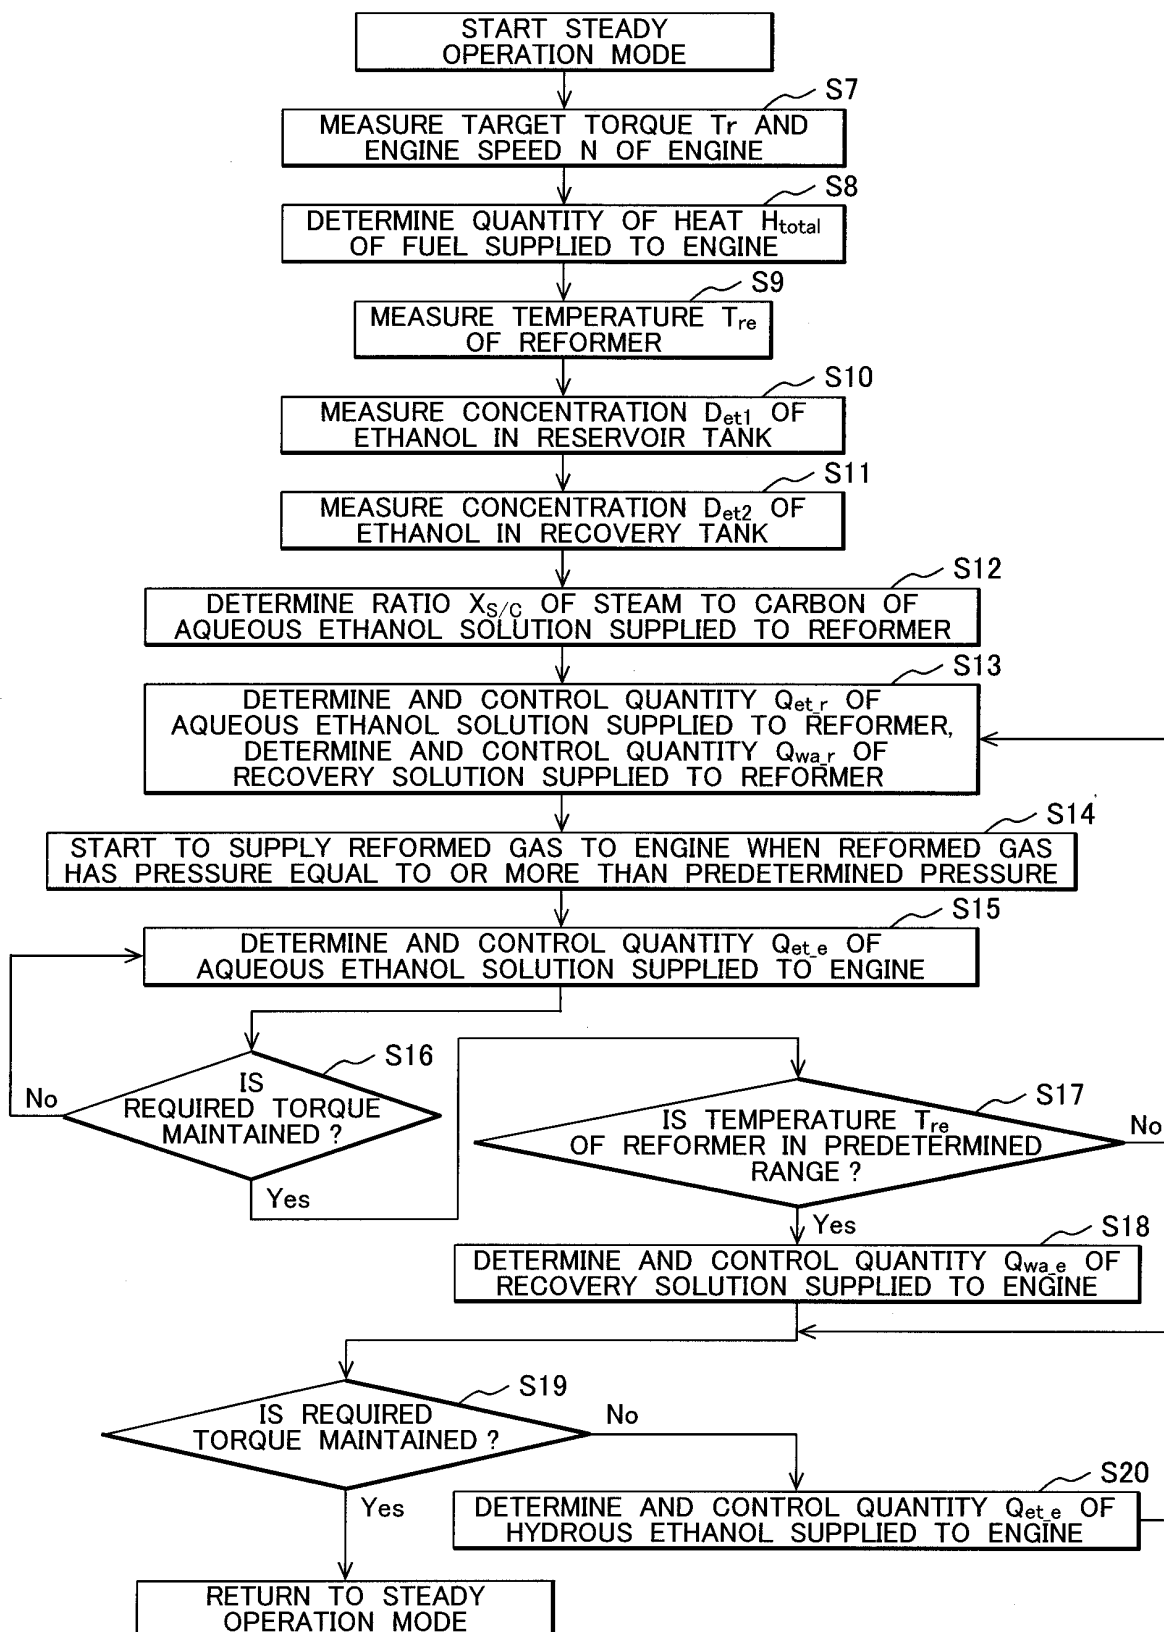 START STEADY
OPERATION MODE
S7
MEASURE TARGET TORQUE Tr AND
ENGINE SPEED N OF ENGINE
S8
DETERMINE QUANTITY OF HEAT Htotal
OF FUEL SUPPLIED TO ENGINE
S9
MEASURE TEMPERATURE Tre
OF REFORMER
S10
MEASURE CONCENTRATION Det1 OF
ETHANOL IN RESERVOIR TANK
S11
MEASURE CONCENTRATION Det2 OF
ETHANOL IN RECOVERY TANK
S12
DETERMINE RATIO XS/C OF STEAM TO CARBON OF
AQUEOUS ETHANOL SOLUTION SUPPLIED TO REFORMER
S13
DETERMINE AND CONTROL QUANTITY Qet_r OF
AQUEOUS ETHANOL SOLUTION SUPPLIED TO REFORMER,
DETERMINE AND CONTROL QUANTITY Qwa_r OF
RECOVERY SOLUTION SUPPLIED TO REFORMER
S14
START TO SUPPLY REFORMED GAS TO ENGINE WHEN REFORMED GAS
HAS PRESSURE EQUAL TO OR MORE THAN PREDETERMINED PRESSURE
S15
DETERMINE AND CONTROL QUANTITY Qet_e OF
AQUEOUS ETHANOL SOLUTION SUPPLIED TO ENGINE
S16
IS
REQUIRED TORQUE
MAINTAINED ?
No
Yes
S17
IS TEMPERATURE Tre
OF REFORMER IN PREDETERMINED
RANGE ?
No
Yes
S18
DETERMINE AND CONTROL QUANTITY Qwa_e OF
RECOVERY SOLUTION SUPPLIED TO ENGINE
S19
IS REQUIRED
TORQUE MAINTAINED ?
No
Yes
S20
DETERMINE AND CONTROL QUANTITY Qet_e OF
HYDROUS ETHANOL SUPPLIED TO ENGINE
RETURN TO STEADY
OPERATION MODE